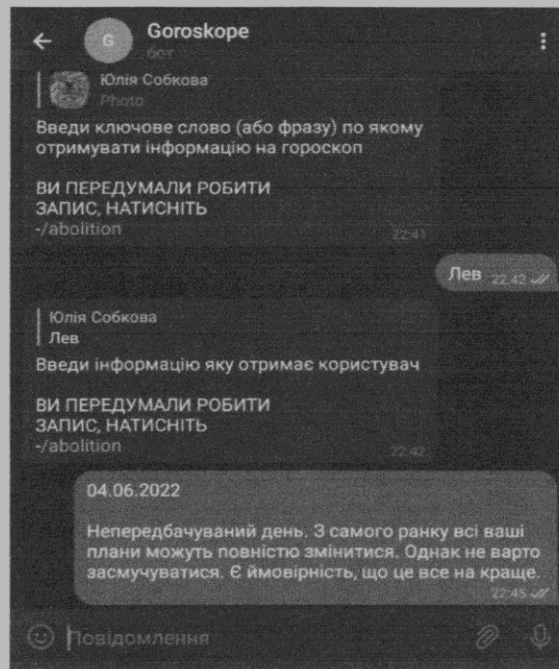 G
Goroskope
бот
Юлія Собкова
Photo
Введи ключове слово (або фразу) по якому
отримувати інформацію на гороскоп
ВИ ПЕРЕДУМАЛИ РОБИТИ
ЗАПИС, НАТИСНІТЬ
-/abolition
22:41
Лев 22:42
Юлія Собкова
Лев
Введи інформацію яку отримає користувач
ВИ ПЕРЕДУМАЛИ РОБИТИ
ЗАПИС, НАТИСНІТЬ
-/abolition
22:42
04.06.2022
Непередбачуваний день. З самого ранку всі ваші
плани можуть повністю змінитися. Однак не варто
засмучуватися. Є ймовірність, що це все на краще.
22:45
Повідомлення